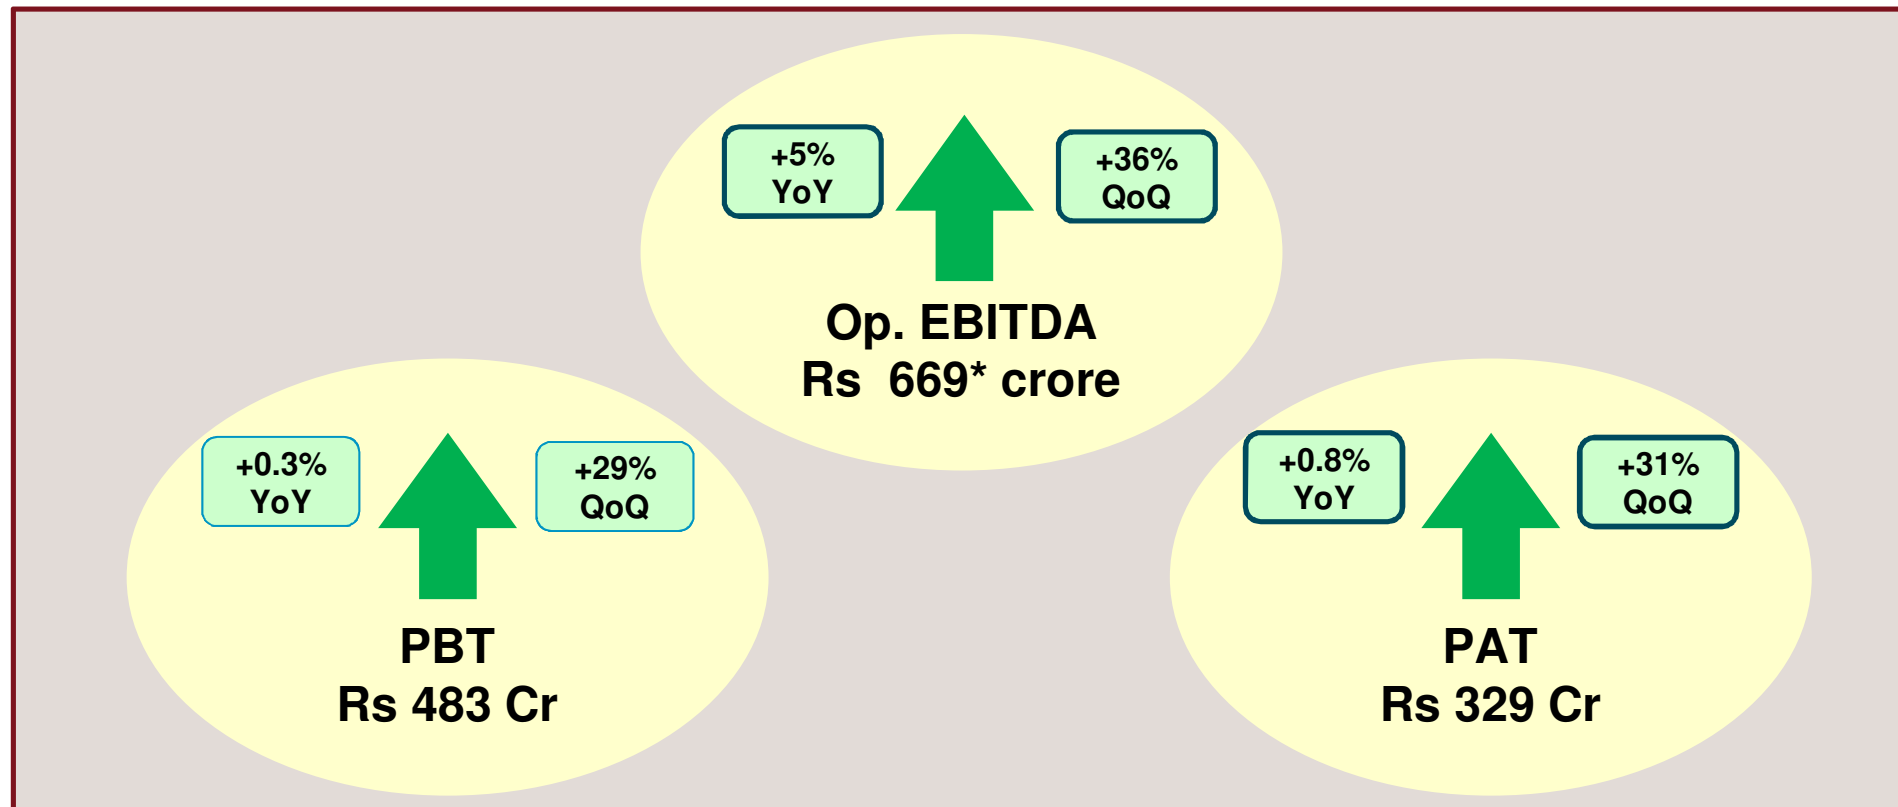 +5%
YoY
+36%
QoQ
Op. EBITDA
Rs 669* crore
+0.3%
YoY
+29%
QoQ
PBT
Rs 483 Cr
+0.8%
YoY
+31%
QoQ
PAT
Rs 329 Cr